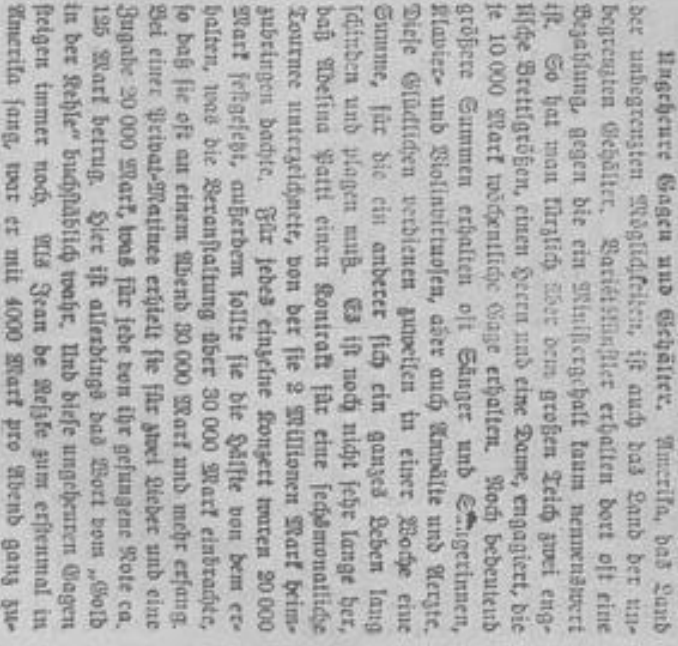 Ungeheure Gagen und Gehälter. Amerika, das Land
der unbegrenzten Möglichkeiten, ist auch das Land der un-
begrenzten Gehälter. Varieté-Künstler erhalten dort oft eine
Bezahlung, gegen die ein Ministergehalt kaum nennenswert
ist. So hat man kürzlich über dem großen Teich zwei eng-
lische Brettlgrößen, einen Herrn und eine Dame, engagiert, die
je 10 000 Mark wöchentliche Gage erhalten. Noch bedeutend
größere Summen erhalten oft Sänger und Sängerinnen,
Klavier- und Violinvirtuosen, aber auch Anwälte und Aerzte.
Diese Glücklichen verdienen zuweilen in einer Woche eine
Summe, für die ein anderer sich ein ganzes Leben lang
schinden und plagen muß. Es ist noch nicht sehr lange her,
daß Adelina Patti einen Kontrakt für eine sechsmonatliche
Tournee unterzeichnete, von der sie 2 Millionen Mark heim-
zubringen dachte. Für jedes einzelne Konzert waren 20 000
Mark festgesetzt, außerdem sollte sie die Hälfte von dem er-
halten, was die Veranstaltung über 30 000 Mark einbrachte,
so daß sie oft an einem Abend 30 000 Mark und mehr ersang.
Bei einer Privat-Matinee erhielt sie für zwei Lieder und eine
Zugabe 20 000 Mark, was für jede von ihr gesungene Note ca.
125 Mark betrug. Hier ist allerdings das Wort vom „Gold
in der Kehle“ buchstäblich wahr. Und diese ungeheuren Gagen
steigen immer noch. Als Jean de Reszke zum erstenmal in
Amerika sang, war er mit 4000 Mark pro Abend ganz zu-